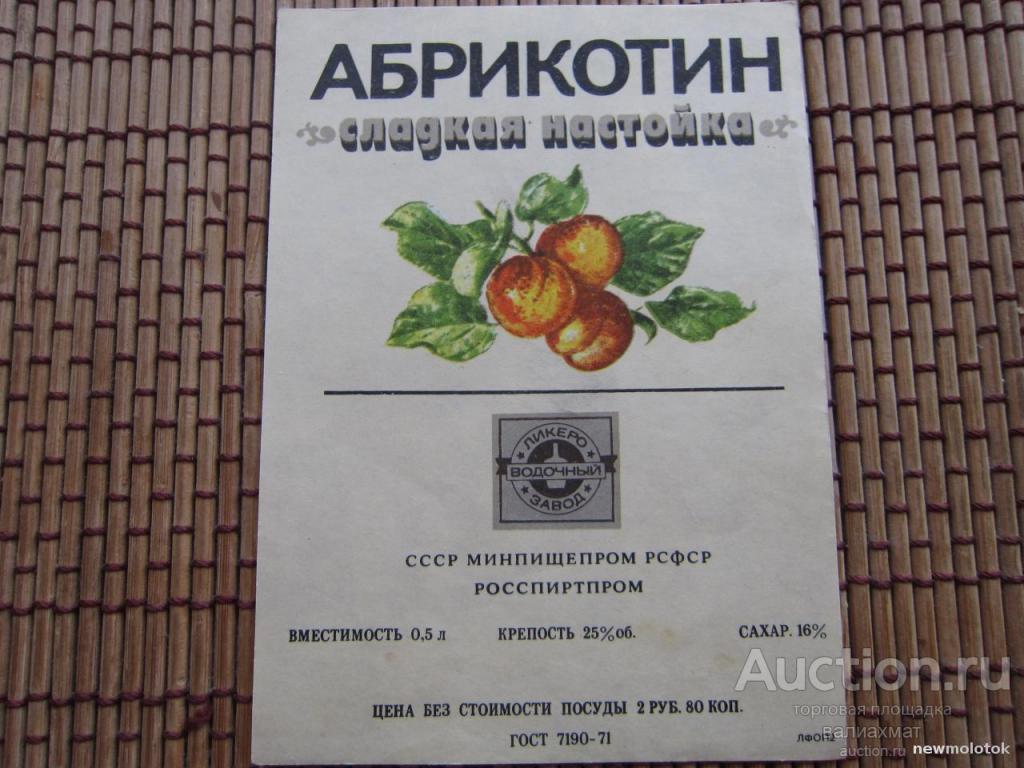 АБРИКОТИН
сладкая настойка
ЛИКЕРО
ВОДОЧНЫЙ
ЗАВОД
СССР МИНПИЩЕПРОМ РСФСР
РОССПИРТПРОМ
ВМЕСТИМОСТЬ 0,5 л КРЕПОСТЬ 25%об. САХАР. 16%
ЦЕНА БЕЗ СТОИМОСТИ ПОСУДЫ 2 РУБ. 80 КОП.
ГОСТ 7190-71
Auction.ru
торговая площадка
валиахмат
auction.ru newmolotok